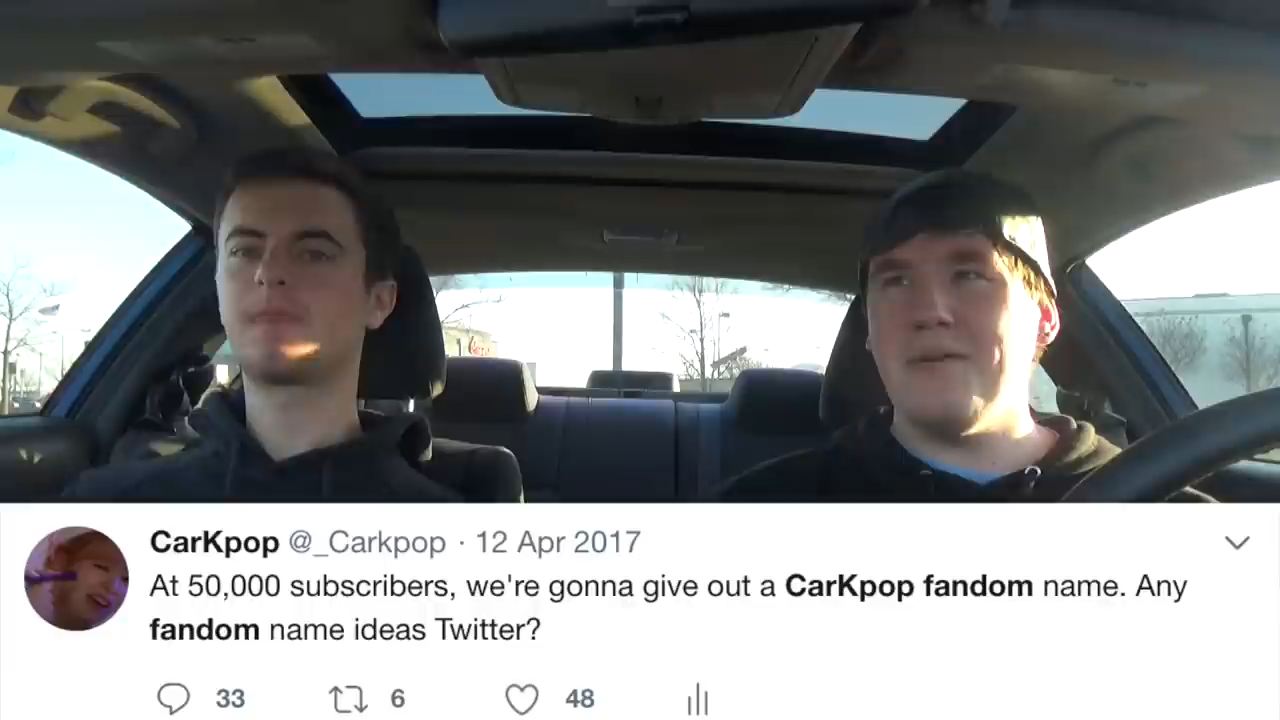 CarKpop @_Carkpop · 12 Apr 2017
At 50,000 subscribers, we're gonna give out a CarKpop fandom name. Any
fandom name ideas Twitter?
33 6 48